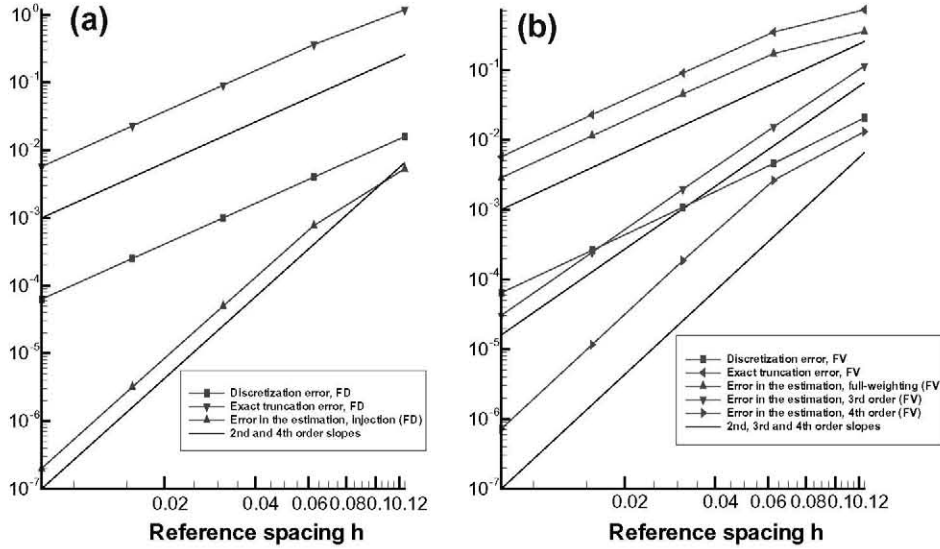 (a)
10^0
10^-1
10^-2
10^-3
10^-4
10^-5
10^-6
10^-7
Discretization error, FD
Exact truncation error, FD
Error in the estimation, injection (FD)
2nd and 4th order slopes
0.02 0.04 0.06 0.08 0.10 0.12
Reference spacing h
(b)
10^-1
10^-2
10^-3
10^-4
10^-5
10^-6
10^-7
Discretization error, FV
Exact truncation error, FV
Error in the estimation, full-weighting (FV
Error in the estimation, 3rd order (FV)
Error in the estimation, 4th order (FV)
2nd, 3rd and 4th order slopes
0.02 0.04 0.06 0.08 0.10 0.12
Reference spacing h